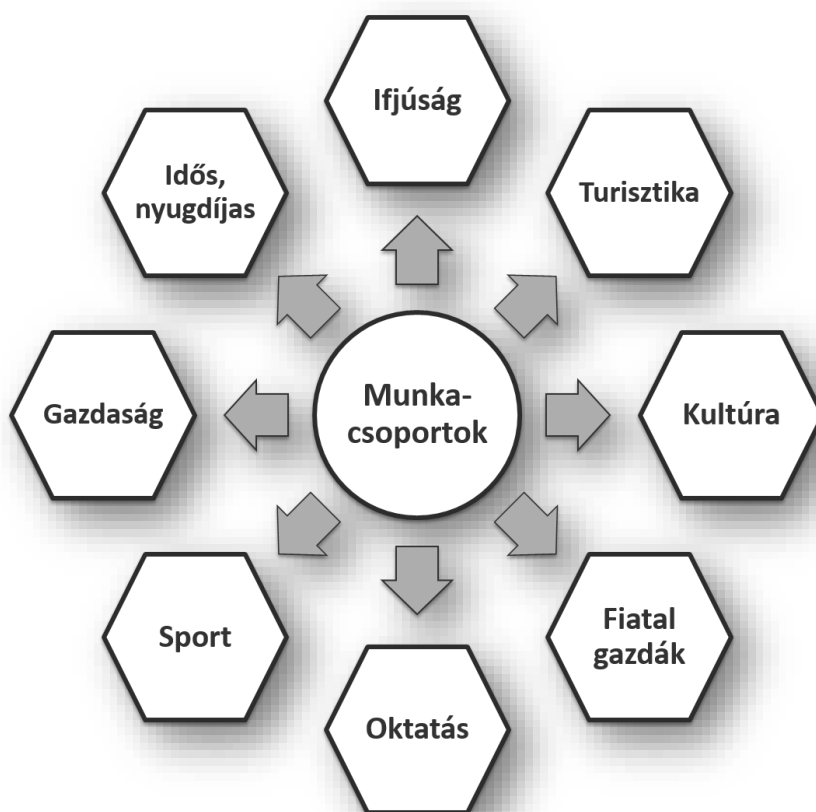 Ifjúság
Idős,
nyugdíjas
Turisztika
Gazdaság
Munka-
csoportok
Kultúra
Sport
Fiatal
gazdák
Oktatás